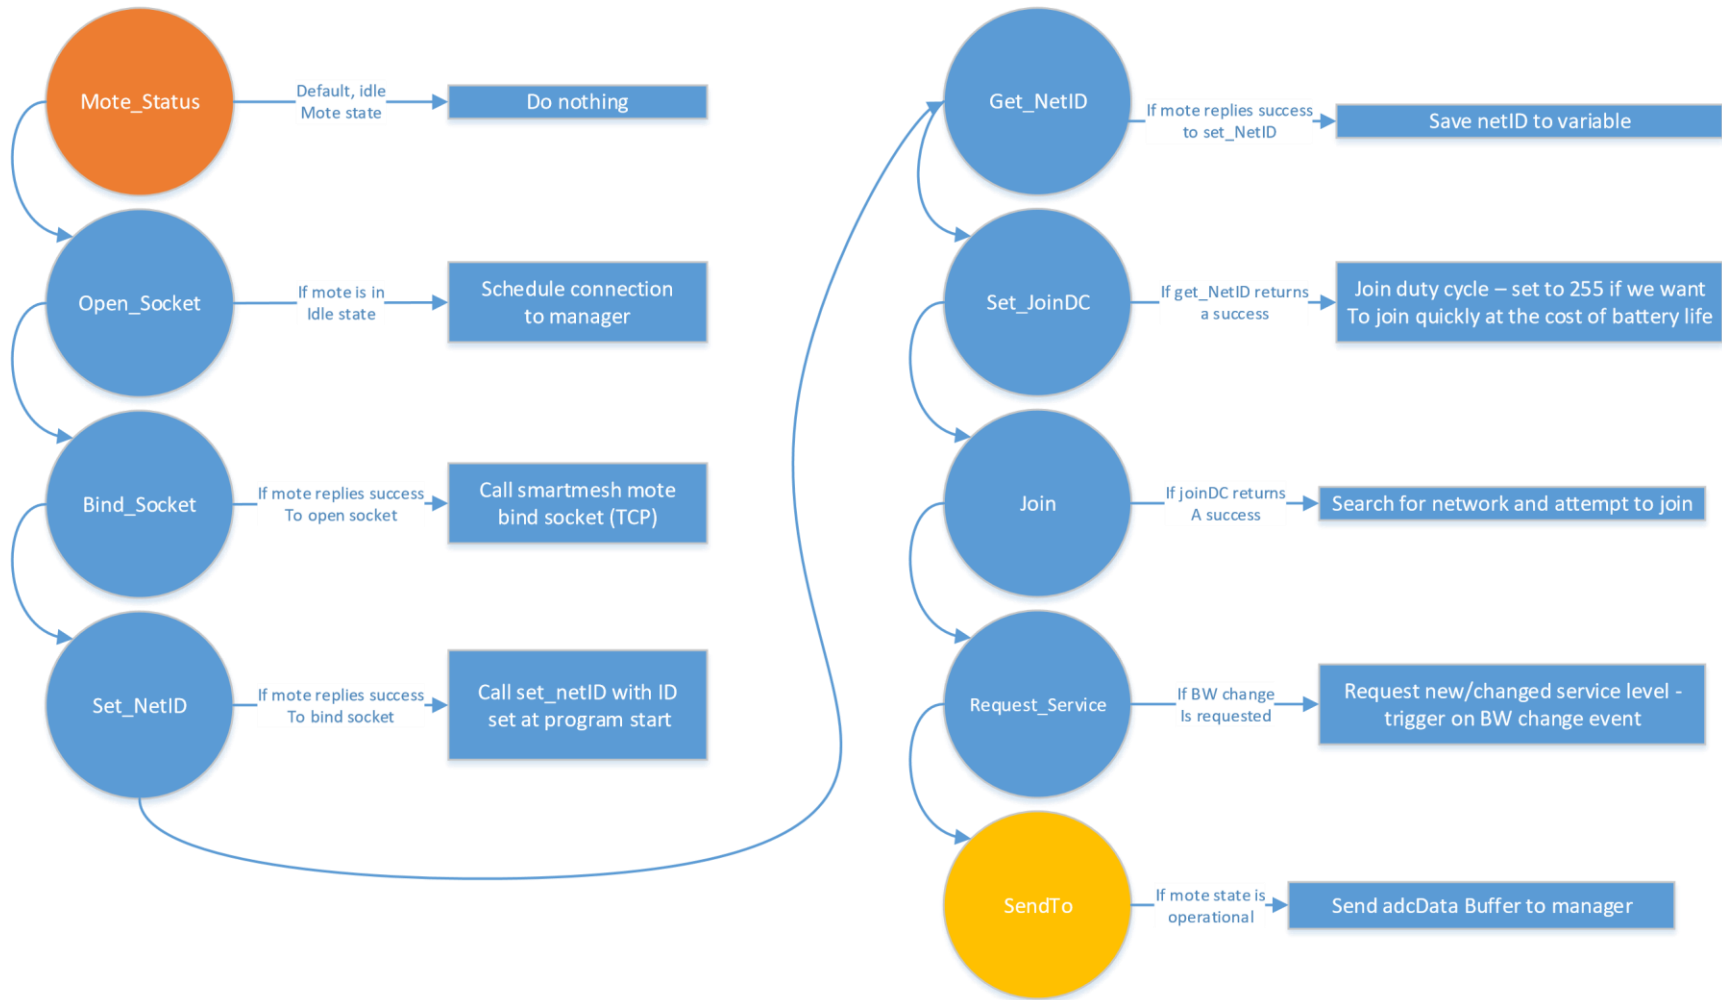 Mote_Status
Default, idle
Mote state
Do nothing
Open_Socket
If mote is in
Idle state
Schedule connection
to manager
Bind_Socket
If mote replies success
To open socket
Call smartmesh mote
bind socket (TCP)
Set_NetID
If mote replies success
To bind socket
Call set_netID with ID
set at program start
Get_NetID
If mote replies success
to set_NetID
Save netID to variable
Set_JoinDC
If get_NetID returns
a success
Join duty cycle – set to 255 if we want
To join quickly at the cost of battery life
Join
If joinDC returns
A success
Search for network and attempt to join
Request_Service
If BW change
Is requested
Request new/changed service level -
trigger on BW change event
SendTo
If mote state is
operational
Send adcData Buffer to manager